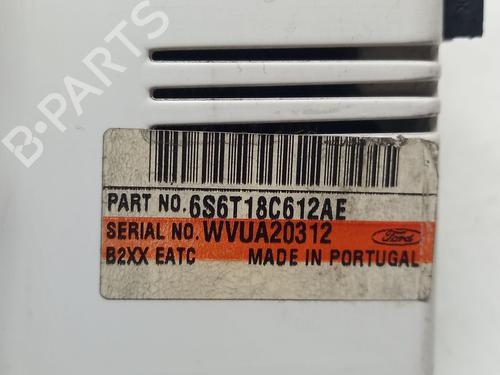 B-PARTS
PART NO. 6S6T18C612AE
SERIAL NO. WVUA20312
Ford
B2XX EATC MADE IN PORTUGAL